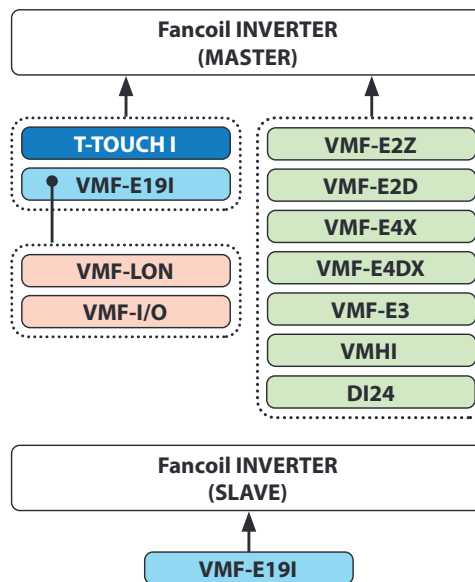 Fancoil INVERTER
(MASTER)
T-TOUCH I
VMF-E19I
VMF-LON
VMF-I/O
VMF-E2Z
VMF-E2D
VMF-E4X
VMF-E4DX
VMF-E3
VMHI
DI24
Fancoil INVERTER
(SLAVE)
VMF-E19I